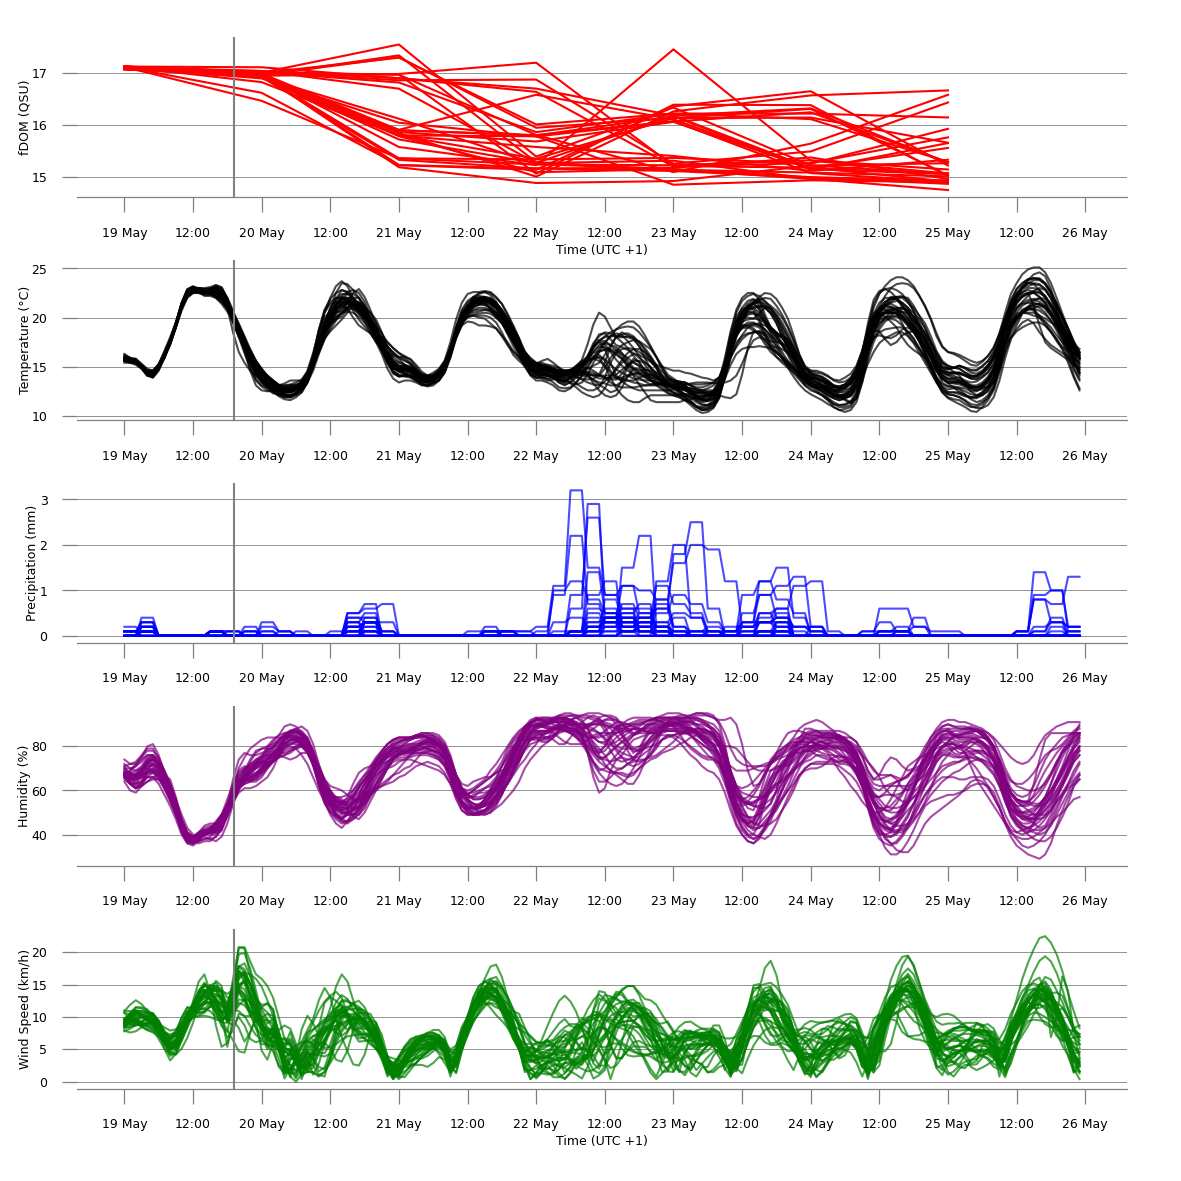 fDOM (QSU)
17
16
15
19 May 12:00 20 May 12:00 21 May 12:00 22 May 12:00 23 May 12:00 24 May 12:00 25 May 12:00 26 May
Time (UTC +1)
Temperature (°C)
25
20
15
10
19 May 12:00 20 May 12:00 21 May 12:00 22 May 12:00 23 May 12:00 24 May 12:00 25 May 12:00 26 May
Precipitation (mm)
3
2
1
0
19 May 12:00 20 May 12:00 21 May 12:00 22 May 12:00 23 May 12:00 24 May 12:00 25 May 12:00 26 May
Humidity (%)
80
60
40
19 May 12:00 20 May 12:00 21 May 12:00 22 May 12:00 23 May 12:00 24 May 12:00 25 May 12:00 26 May
Wind Speed (km/h)
20
15
10
5
0
19 May 12:00 20 May 12:00 21 May 12:00 22 May 12:00 23 May 12:00 24 May 12:00 25 May 12:00 26 May
Time (UTC +1)